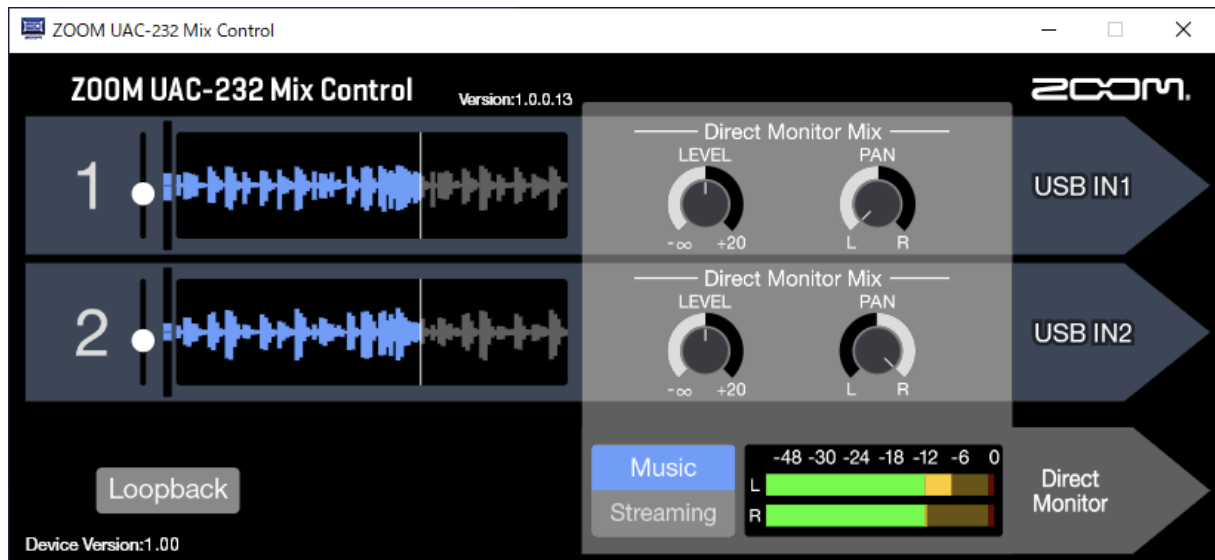 ZOOM UAC-232 Mix Control
ZOOM UAC-232 Mix Control
Version:1.0.0.13
ZOOM.
1
Direct Monitor Mix
LEVEL
PAN
-∞ +20
L R
USB IN1
2
Direct Monitor Mix
LEVEL
PAN
-∞ +20
L R
USB IN2
Loopback
Music
Streaming
-48 -30 -24 -18 -12 -6 0
L
R
Direct
Monitor
Device Version:1.00